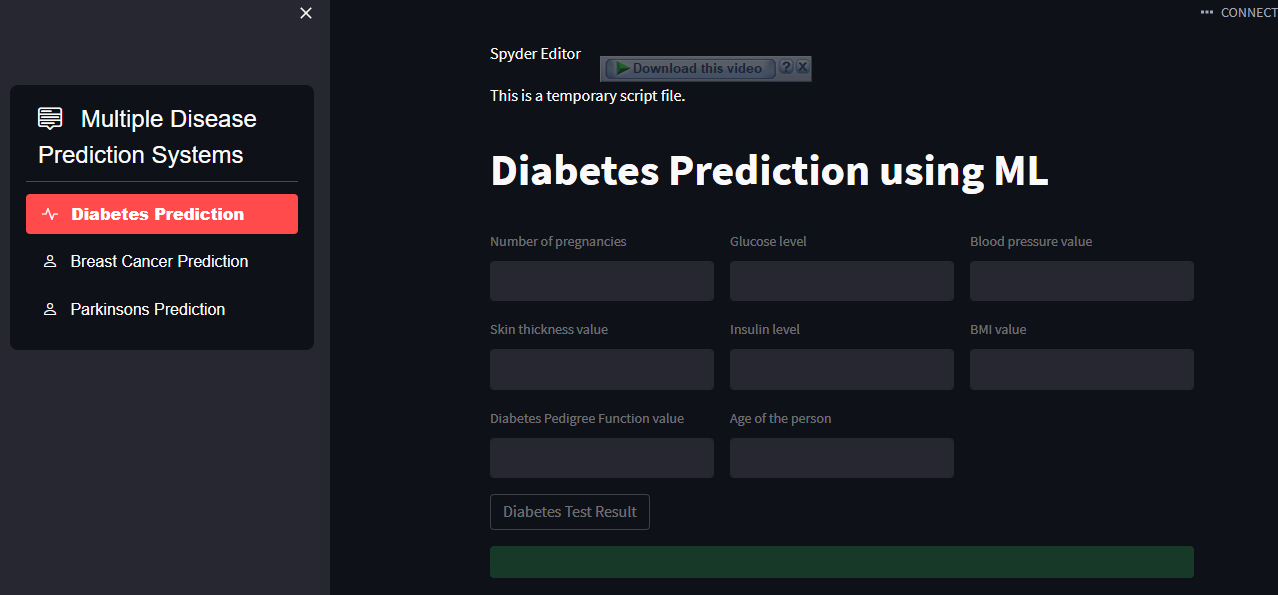 CONNECT
Spyder Editor
Download this video ?
This is a temporary script file.
Multiple Disease
Prediction Systems
Diabetes Prediction
Breast Cancer Prediction
Parkinsons Prediction
Diabetes Prediction using ML
Number of pregnancies Glucose level Blood pressure value
Skin thickness value Insulin level BMI value
Diabetes Pedigree Function value Age of the person
Diabetes Test Result